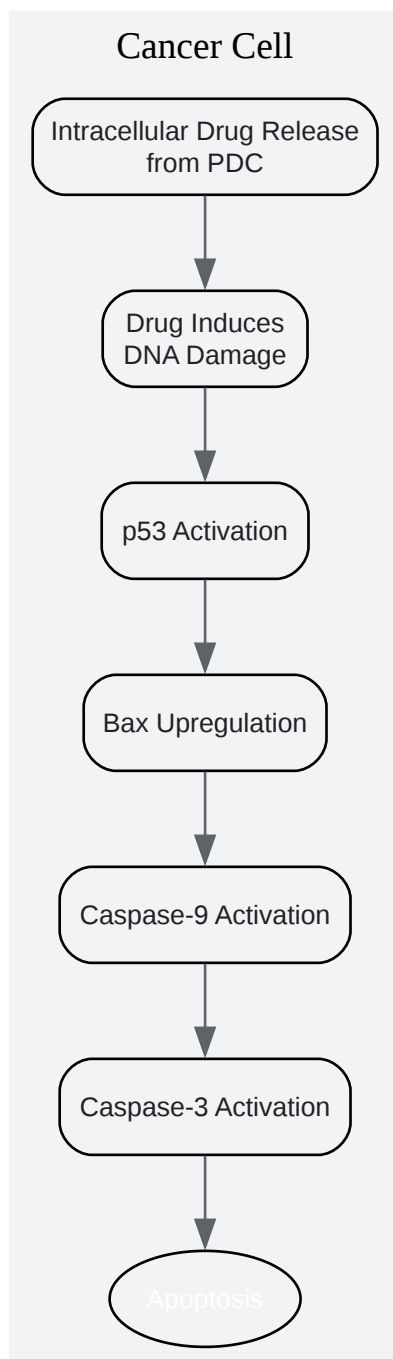 Cancer Cell
Intracellular Drug Release
from PDC
Drug Induces
DNA Damage
p53 Activation
Bax Upregulation
Caspase-9 Activation
Caspase-3 Activation
Apoptosis